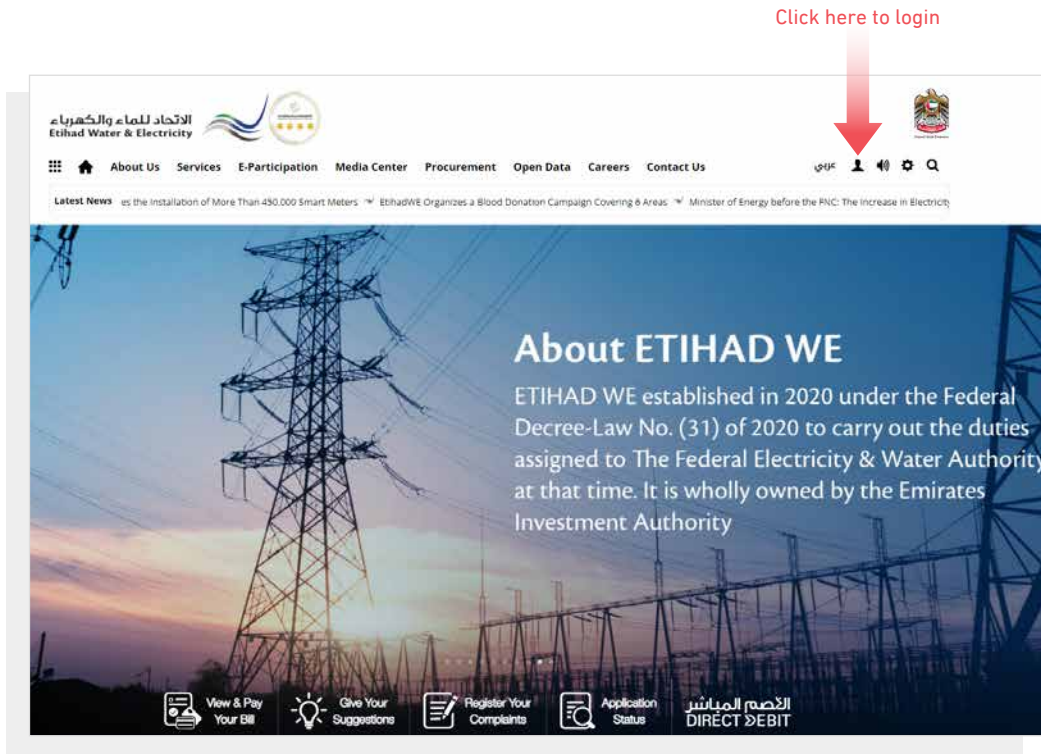 Click here to login
الاتحاد للماء والكهرباء
Etihad Water & Electricity
About Us Services E-Participation Media Center Procurement Open Data Careers Contact Us عربي
Latest News es the Installation of More Than 450,000 Smart Meters EtihadWE Organizes a Blood Donation Campaign Covering 6 Areas Minister of Energy before the FNC: The Increase in Electricity
About ETIHAD WE
ETIHAD WE established in 2020 under the Federal
Decree-Law No. (31) of 2020 to carry out the duties
assigned to The Federal Electricity & Water Authority
at that time. It is wholly owned by the Emirates
Investment Authority
View & Pay
Your Bill
Give Your
Suggestions
Register Your
Complaints
Application
Status
الخصم المباشر
DIRECT DEBIT